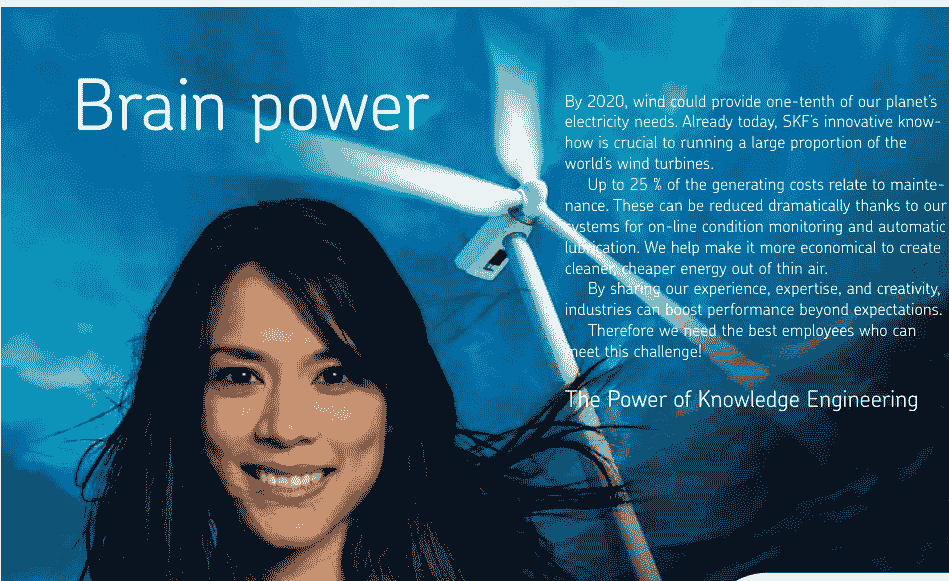 Brain power
By 2020, wind could provide one-tenth of our planet's
electricity needs. Already today, SKF's innovative know-
how is crucial to running a large proportion of the
world's wind turbines.
Up to 25 % of the generating costs relate to mainte-
nance. These can be reduced dramatically thanks to our
systems for on-line condition monitoring and automatic
lubrication. We help make it more economical to create
cleaner, cheaper energy out of thin air.
By sharing our experience, expertise, and creativity,
industries can boost performance beyond expectations.
Therefore we need the best employees who can
meet this challenge!
The Power of Knowledge Engineering